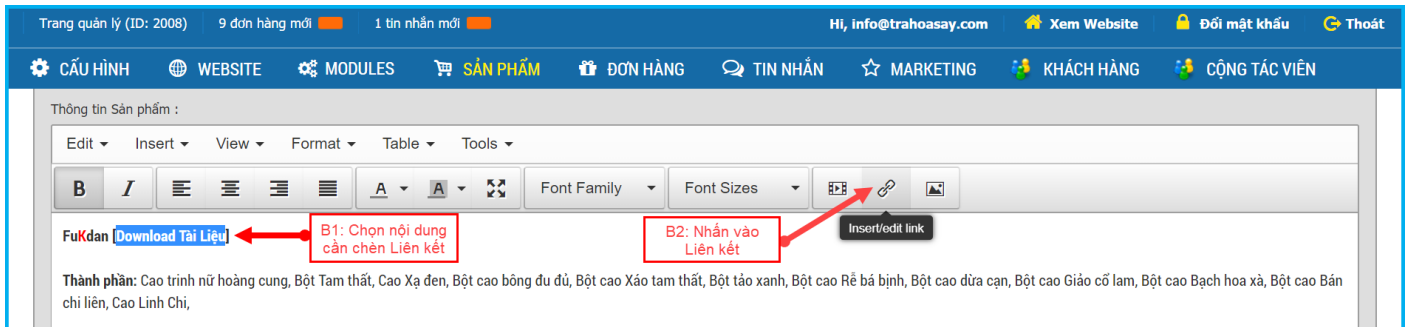 Trang quản lý (ID: 2008) 9 đơn hàng mới 1 tin nhắn mới Hi, info@trahoasay.com Xem Website Đổi mật khẩu Thoát
CẤU HÌNH WEBSITE MODULES SẢN PHẨM ĐƠN HÀNG TIN NHẮN MARKETING KHÁCH HÀNG CỘNG TÁC VIÊN
Thông tin Sản phẩm :
Edit Insert View Format Table Tools
B I A A Font Family Font Sizes
Insert/edit link
FuKdan [Download Tài Liệu]
B1: Chọn nội dung
cần chèn Liên kết
B2: Nhấn vào
Liên kết
Thành phần: Cao trinh nữ hoàng cung, Bột Tam thất, Cao Xạ đen, Bột cao bông đu đủ, Bột cao Xáo tam thất, Bột tảo xanh, Bột cao Rễ bá bịnh, Bột cao dừa cạn, Bột cao Giảo cổ lam, Bột cao Bạch hoa xà, Bột cao Bán
chi liên, Cao Linh Chi,